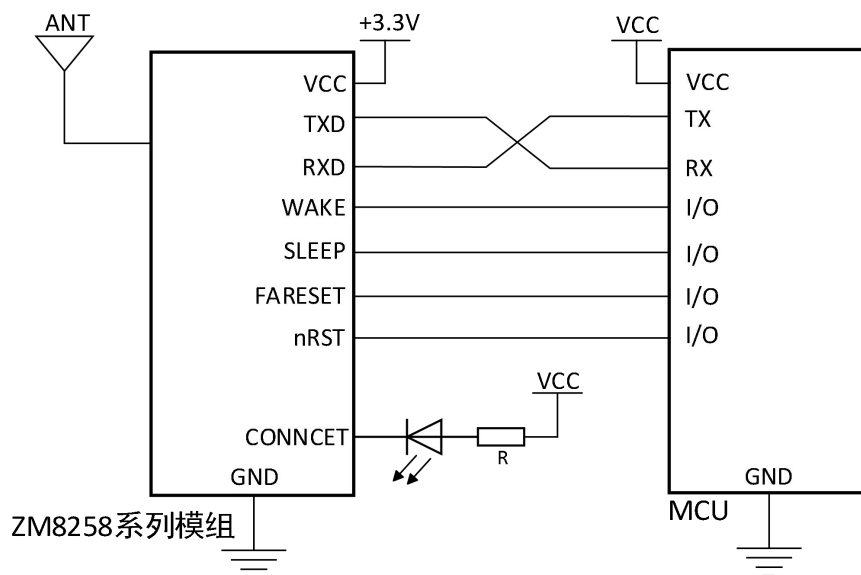 ANT
+3.3V
VCC
VCC
TXD
RXD
WAKE
SLEEP
FARESET
nRST
CONNCET
GND
ZM8258系列模组
VCC
R
VCC
TX
RX
I/O
I/O
I/O
I/O
GND
MCU